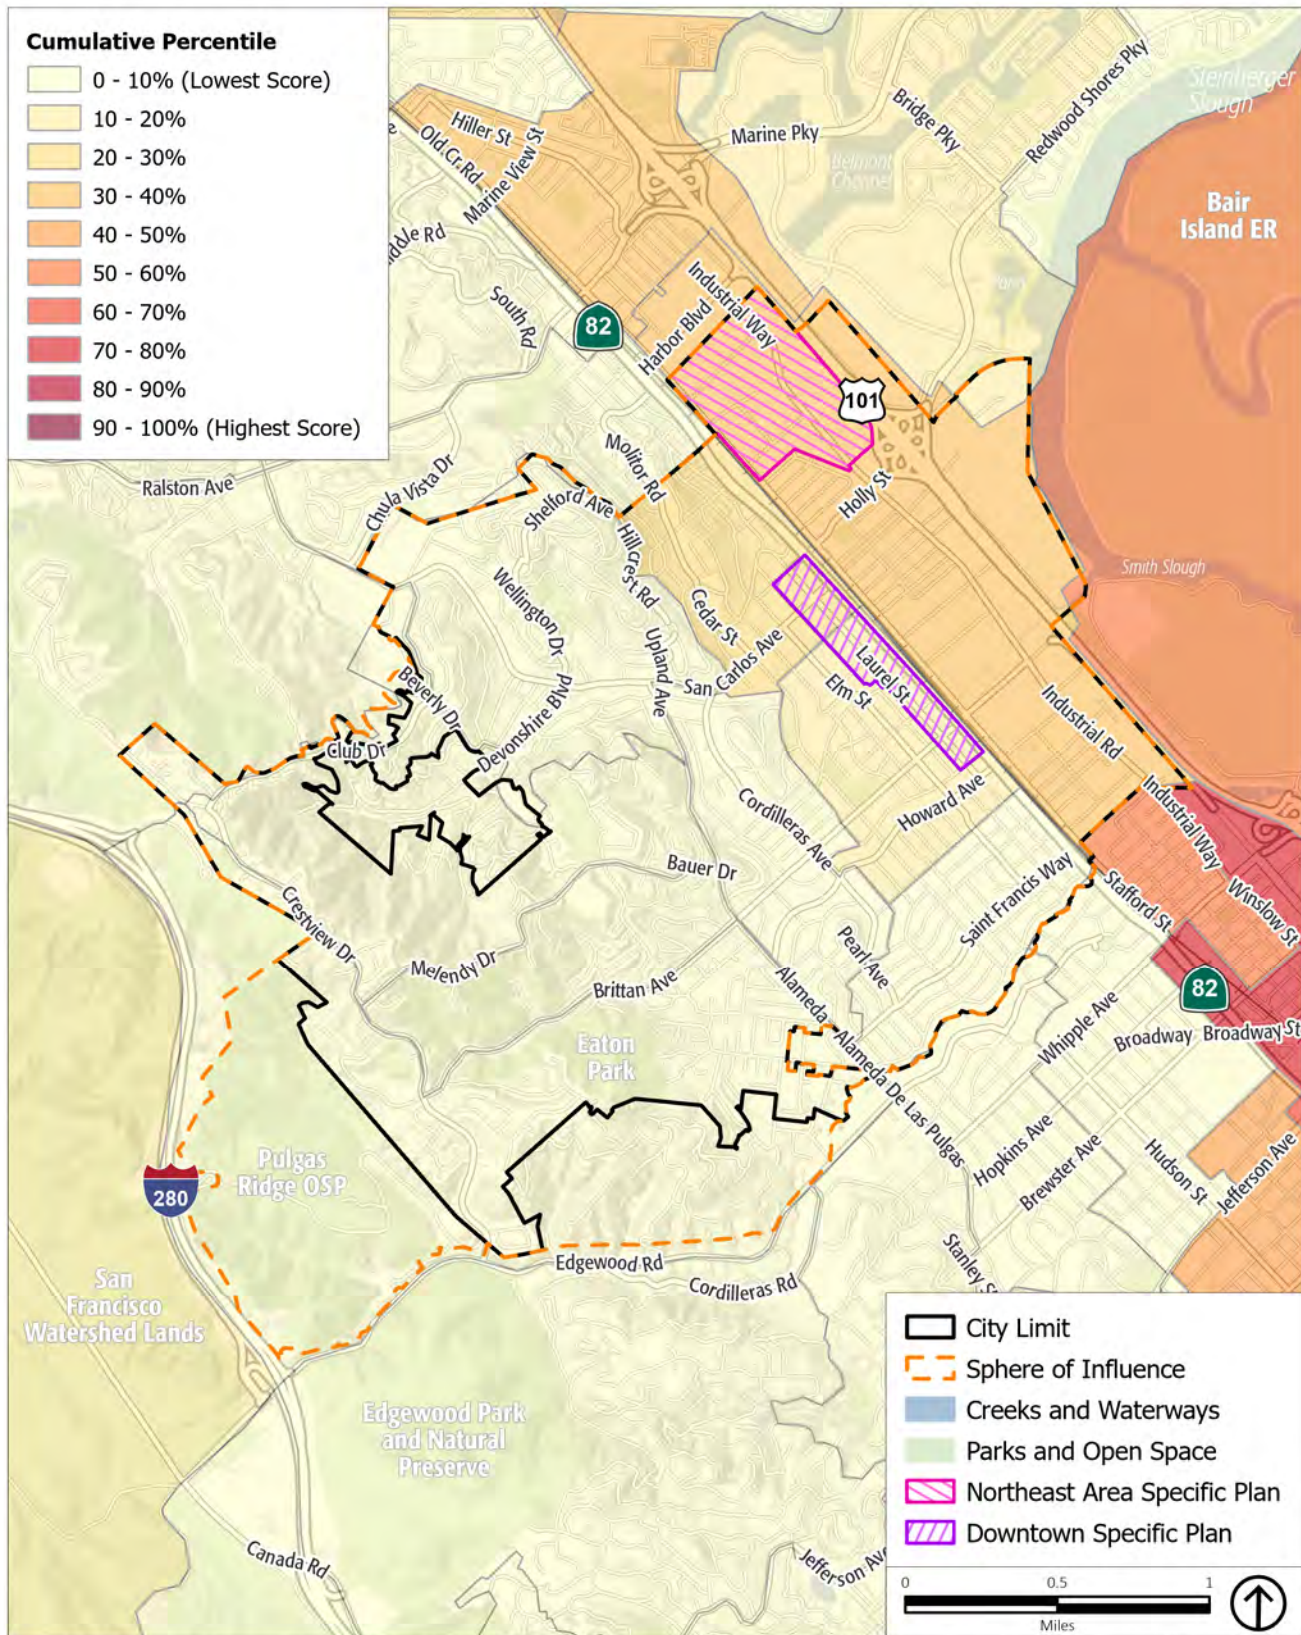 Cumulative Percentile
0 - 10% (Lowest Score)
10 - 20%
20 - 30%
30 - 40%
40 - 50%
50 - 60%
60 - 70%
70 - 80%
80 - 90%
90 - 100% (Highest Score)
Hiller St
Old Cr Rd
Marine View St
Marine Pky
Bridge Pky
Redwood Shores Pky
Steinberger
Slough
Belmont
Channel
Bair
Island ER
South Rd
82
Harbor Blvd
Industrial Way
101
Ralston Ave
Chula Vista Dr
Molitor Rd
Shelford Ave
Holly St
Hillcrest Rd
Smith Slough
Wellington Dr
Cedar St
Upland Ave
San Carlos Ave
Laurel St
Elm St
Beverly Dr
Devonshire Blvd
Club Dr
Industrial Rd
Cordilleras Ave
Howard Ave
Industrial Way
Bauer Dr
Saint Francis Way
Stafford St
Winslow St
Crestview Dr
Melendy Dr
Pearl Ave
Brittan Ave
Alameda
82
Whipple Ave
Broadway
Broadway St
Eaton
Park
Alameda De Las Pulgas
Hopkins Ave
Brewster Ave
Hudson St
Jefferson Ave
Pulgas
Ridge OSP
280
Stanley St
Edgewood Rd
Cordilleras Rd
San
Francisco
Watershed Lands
Edgewood Park
and Natural
Preserve
Canada Rd
Jefferson Av
City Limit
Sphere of Influence
Creeks and Waterways
Parks and Open Space
Northeast Area Specific Plan
Downtown Specific Plan
0 0.5 1
Miles